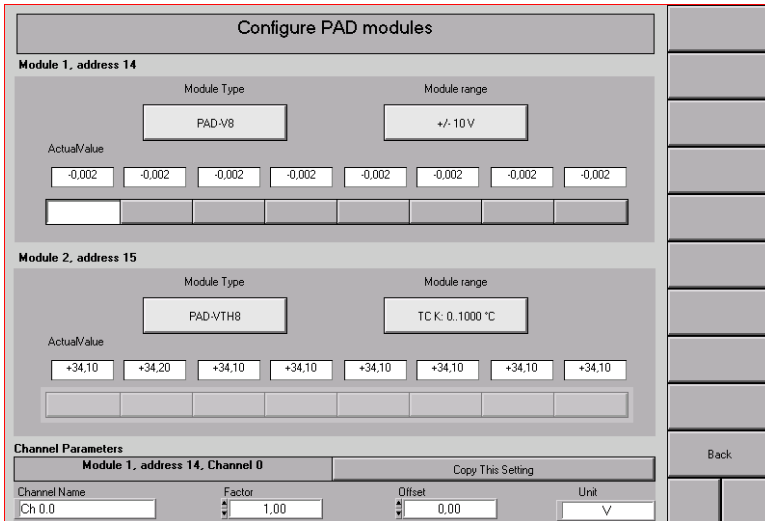 Configure PAD modules
Module 1, address 14
Module Type Module range
PAD-V8 +/- 10 V
ActualValue
-0,002 -0,002 -0,002 -0,002 -0,002 -0,002 -0,002 -0,002
Module 2, address 15
Module Type Module range
PAD-VTH8 TC K: 0..1000 °C
ActualValue
+34,10 +34,20 +34,10 +34,10 +34,10 +34,10 +34,10 +34,10
Channel Parameters
Module 1, address 14, Channel 0 Copy This Setting
Back
Channel Name Factor Offset Unit
Ch 0.0 1,00 0,00 V